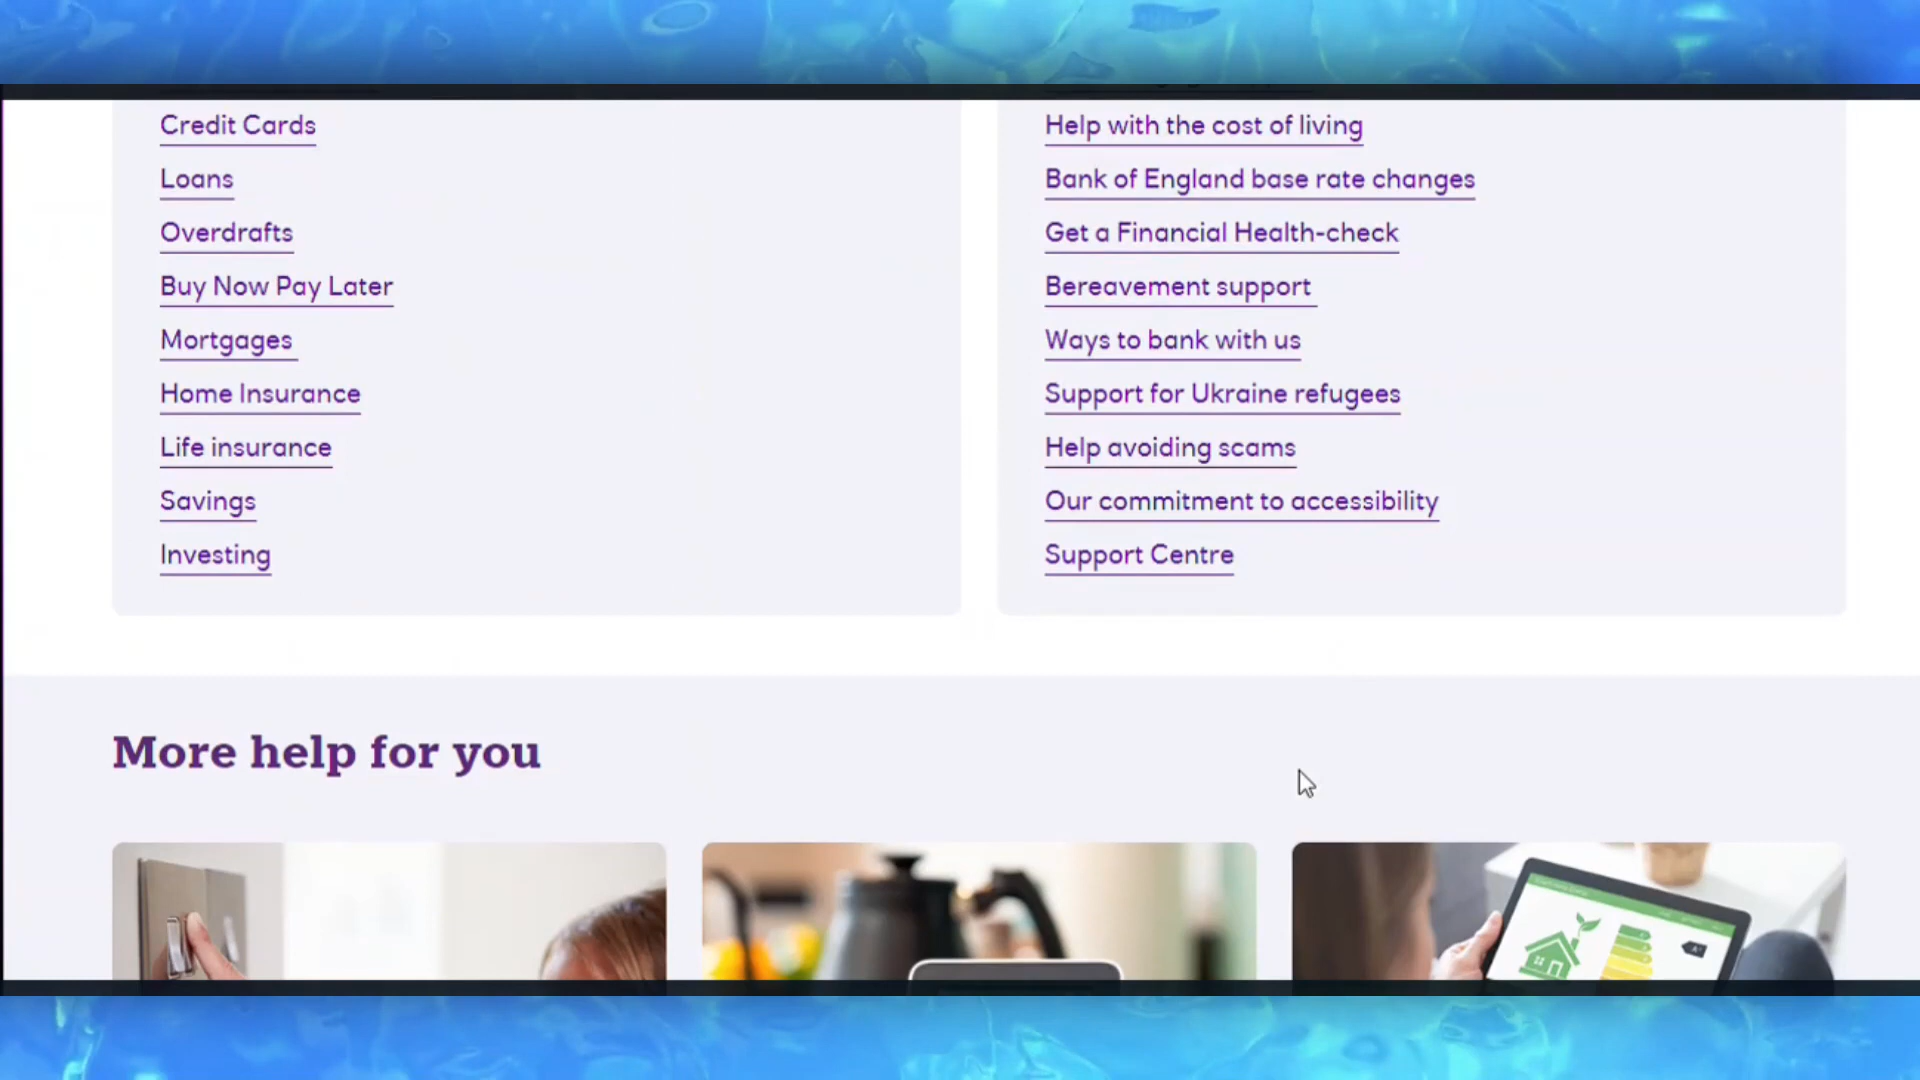 Credit Cards
Loans
Overdrafts
Buy Now Pay Later
Mortgages
Home Insurance
Life insurance
Savings
Investing
Help with the cost of living
Bank of England base rate changes
Get a Financial Health-check
Bereavement support
Ways to bank with us
Support for Ukraine refugees
Help avoiding scams
Our commitment to accessibility
Support Centre
More help for you